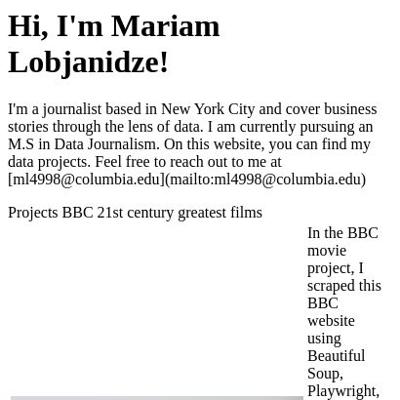 Hi, I'm Mariam
Lobjanidze!
I'm a journalist based in New York City and cover business
stories through the lens of data. I am currently pursuing an
M.S in Data Journalism. On this website, you can find my
data projects. Feel free to reach out to me at
[ml4998@columbia.edu](mailto:ml4998@columbia.edu)
Projects BBC 21st century greatest films
In the BBC
movie
project, I
scraped this
BBC
website
using
Beautiful
Soup,
Playwright,